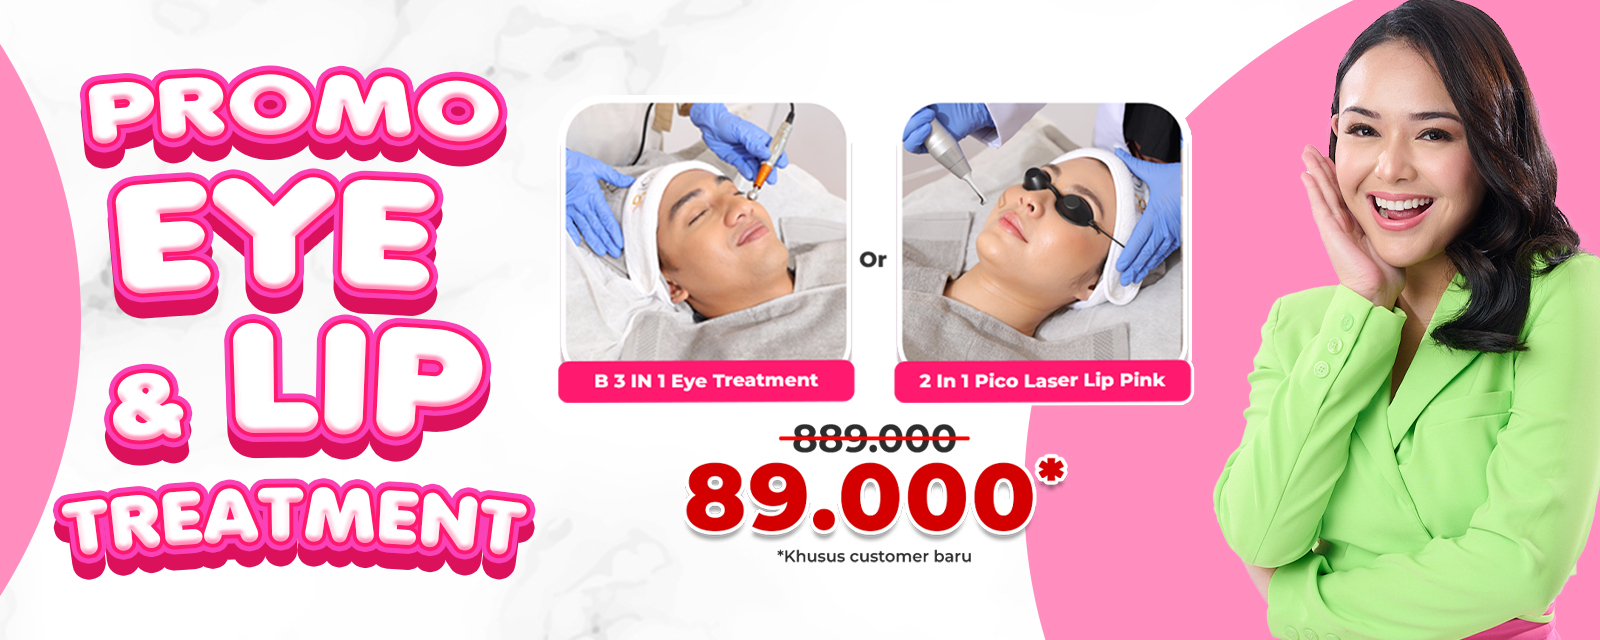 PROMO
EYE
& LIP
TREATMENT
Or
B 3 IN 1 Eye Treatment
2 In 1 Pico Laser Lip Pink
889.000
89.000*
*Khusus customer baru